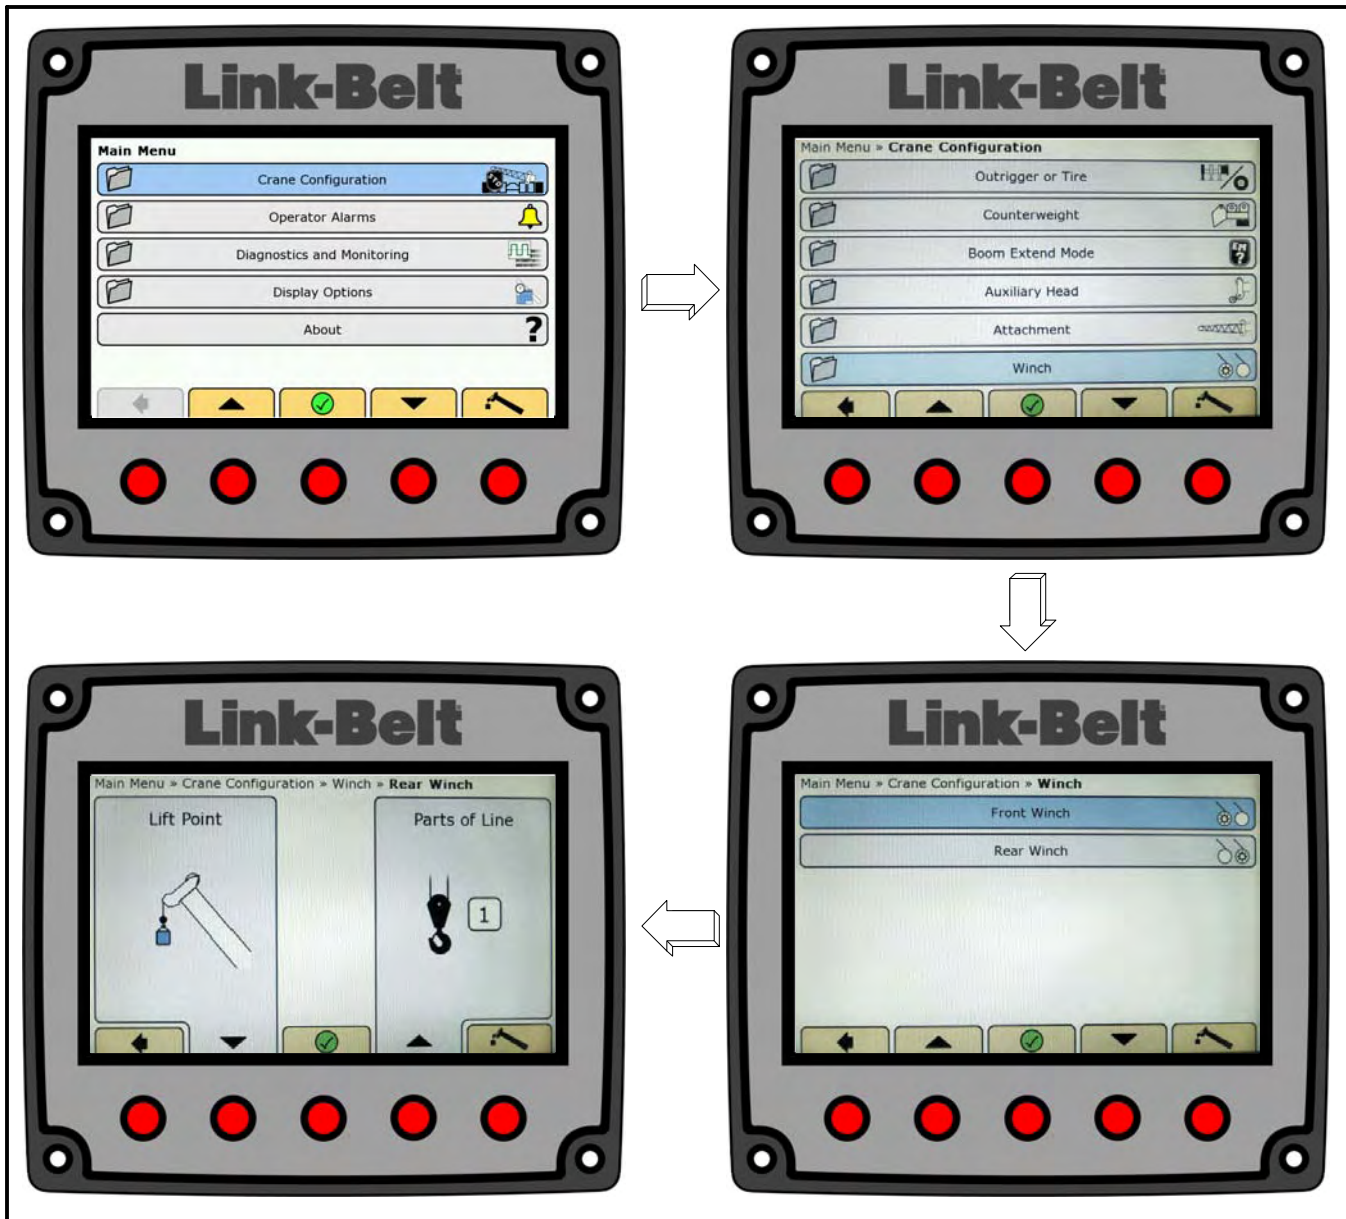 Link-Belt
Main Menu
Crane Configuration
Operator Alarms
Diagnostics and Monitoring
Display Options
About
?
Link-Belt
Main Menu » Crane Configuration
Outrigger or Tire
Counterweight
Boom Extend Mode
EM
?
Auxiliary Head
Attachment
Winch
Link-Belt
Main Menu » Crane Configuration » Winch » Rear Winch
Lift Point
Parts of Line
1
Link-Belt
Main Menu » Crane Configuration » Winch
Front Winch
Rear Winch